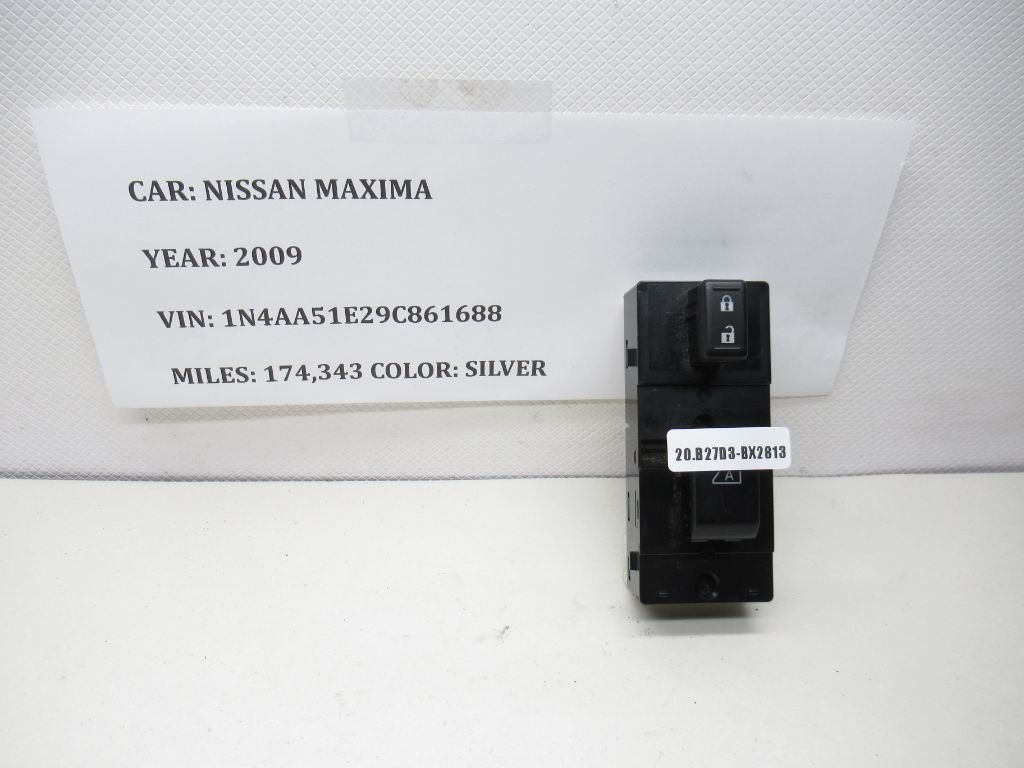 CAR: NISSAN MAXIMA
YEAR: 2009
VIN: 1N4AA51E29C861688
MILES: 174,343 COLOR: SILVER
20.B27D3-BX2813
A